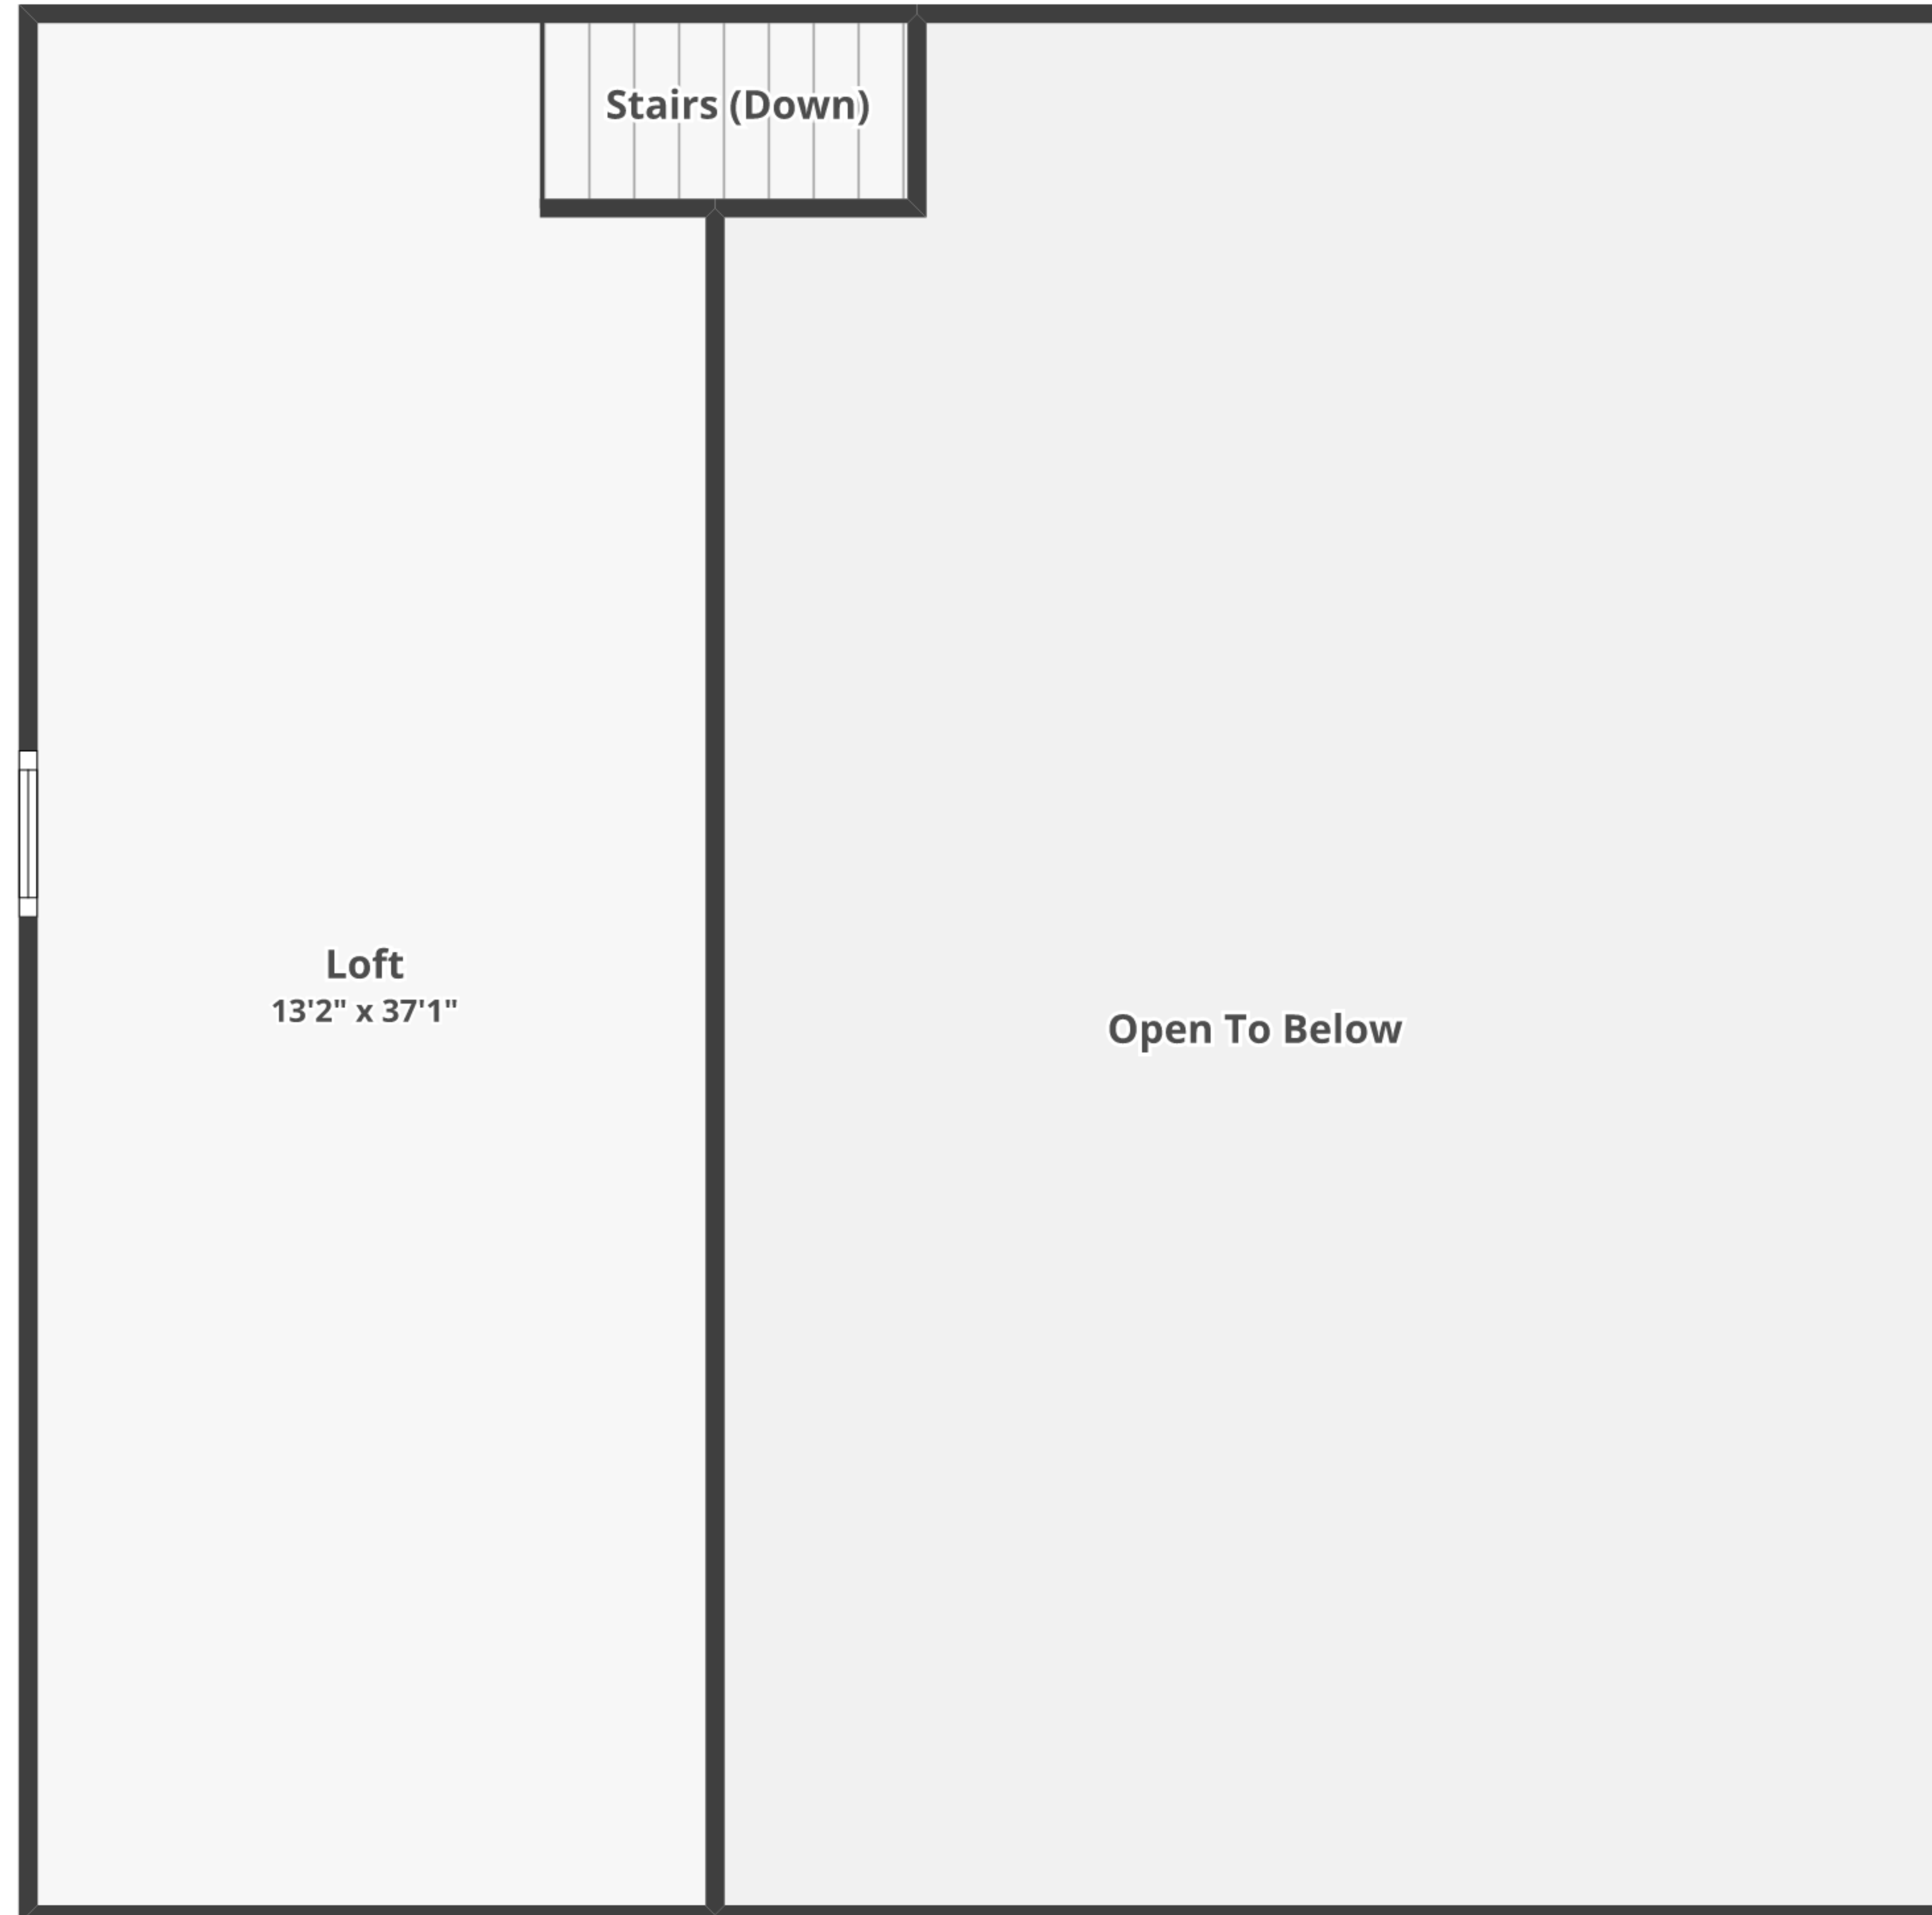 Stairs (Down)
Loft
13'2" x 37'1"
Open To Below